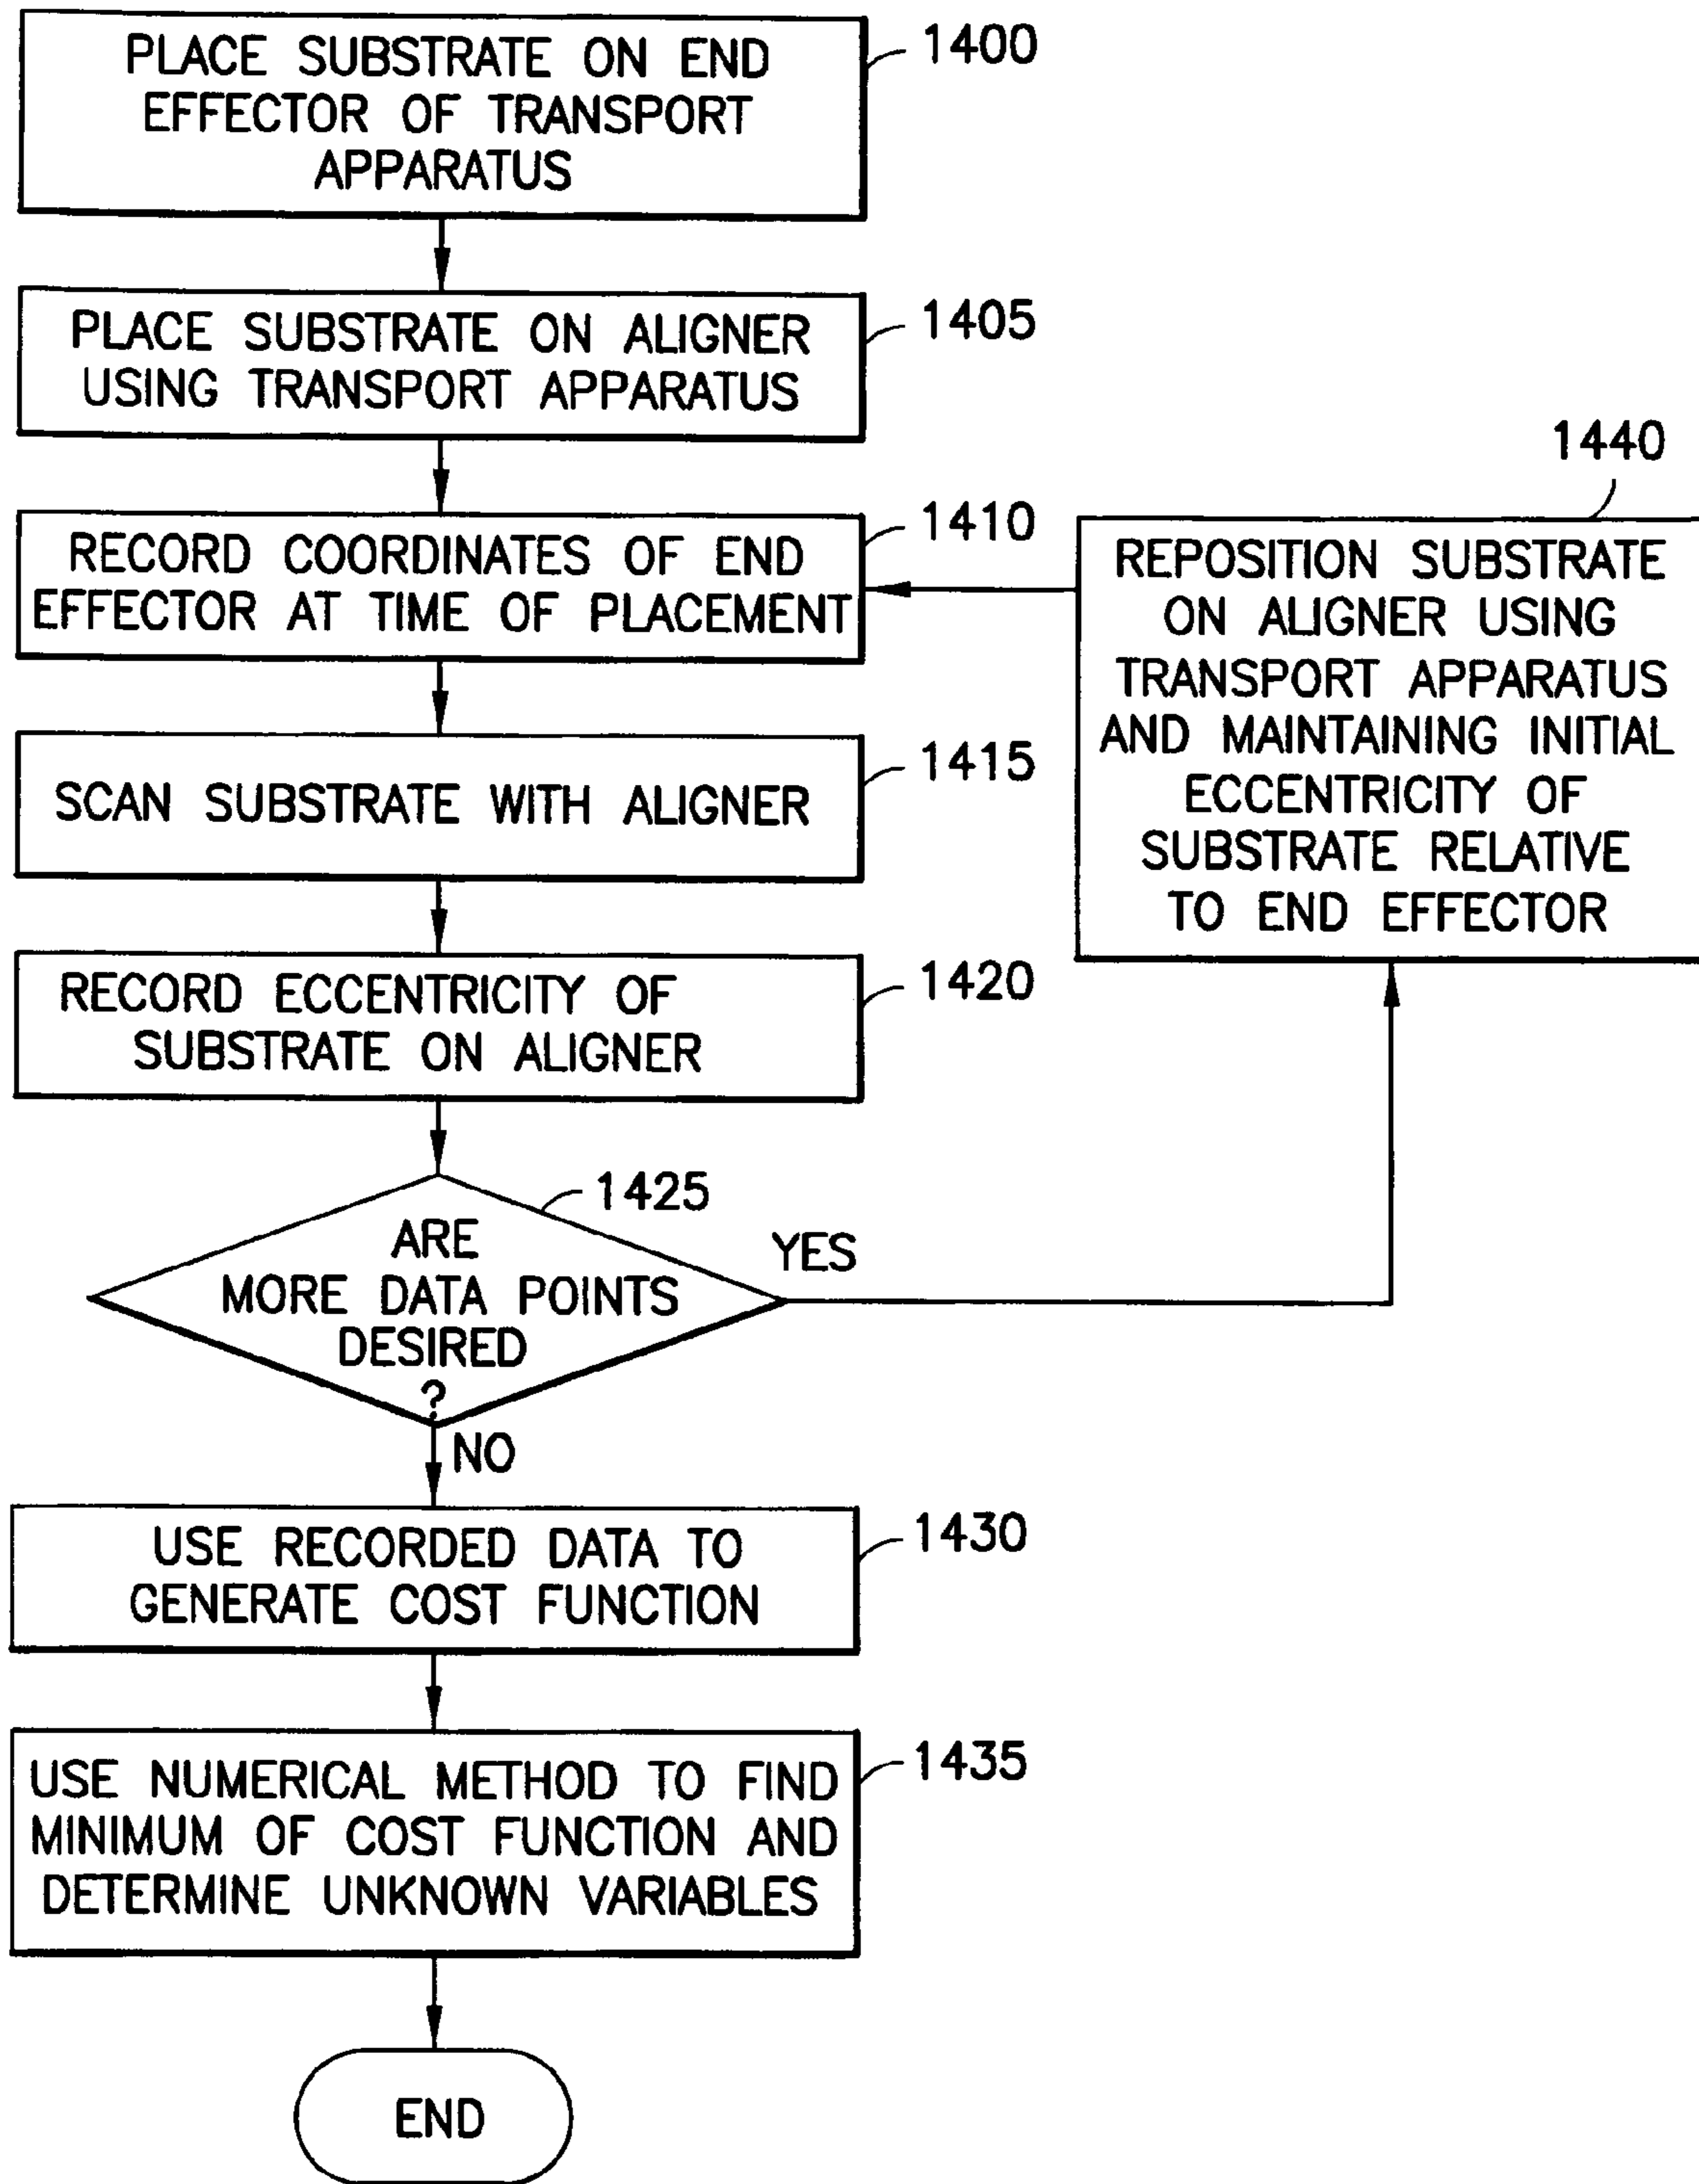 PLACE SUBSTRATE ON END
EFFECTOR OF TRANSPORT
APPARATUS
1400
PLACE SUBSTRATE ON ALIGNER
USING TRANSPORT APPARATUS
1405
RECORD COORDINATES OF END
EFFECTOR AT TIME OF PLACEMENT
1410
SCAN SUBSTRATE WITH ALIGNER
1415
RECORD ECCENTRICITY OF
SUBSTRATE ON ALIGNER
1420
ARE
MORE DATA POINTS
DESIRED
?
1425
YES
NO
1440
REPOSITION SUBSTRATE
ON ALIGNER USING
TRANSPORT APPARATUS
AND MAINTAINING INITIAL
ECCENTRICITY OF
SUBSTRATE RELATIVE
TO END EFFECTOR
USE RECORDED DATA TO
GENERATE COST FUNCTION
1430
USE NUMERICAL METHOD TO FIND
MINIMUM OF COST FUNCTION AND
DETERMINE UNKNOWN VARIABLES
1435
END